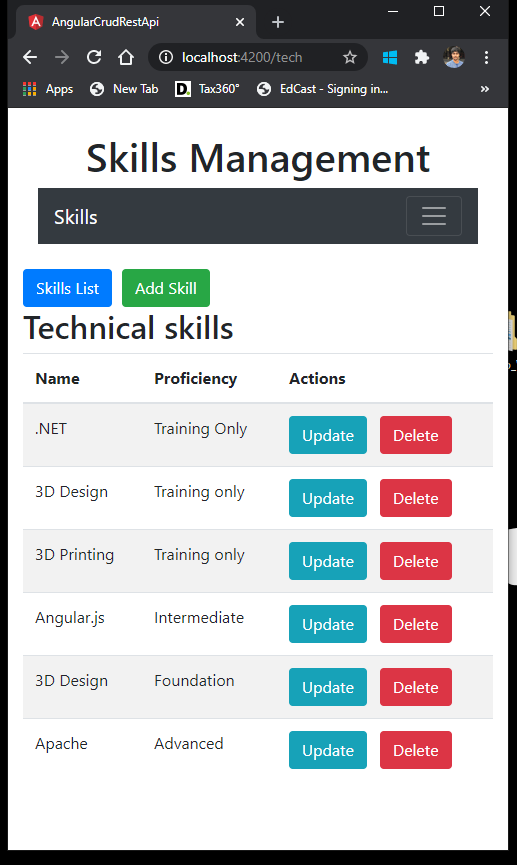 AngularCrudRestApi
localhost:4200/tech
Apps New Tab D. Tax360° EdCast - Signing in... »
Skills Management
Skills
Skills List Add Skill
Technical skills
Name Proficiency Actions
.NET Training Only Update Delete
3D Design Training only Update Delete
3D Printing Training only Update Delete
Angular.js Intermediate Update Delete
3D Design Foundation Update Delete
Apache Advanced Update Delete